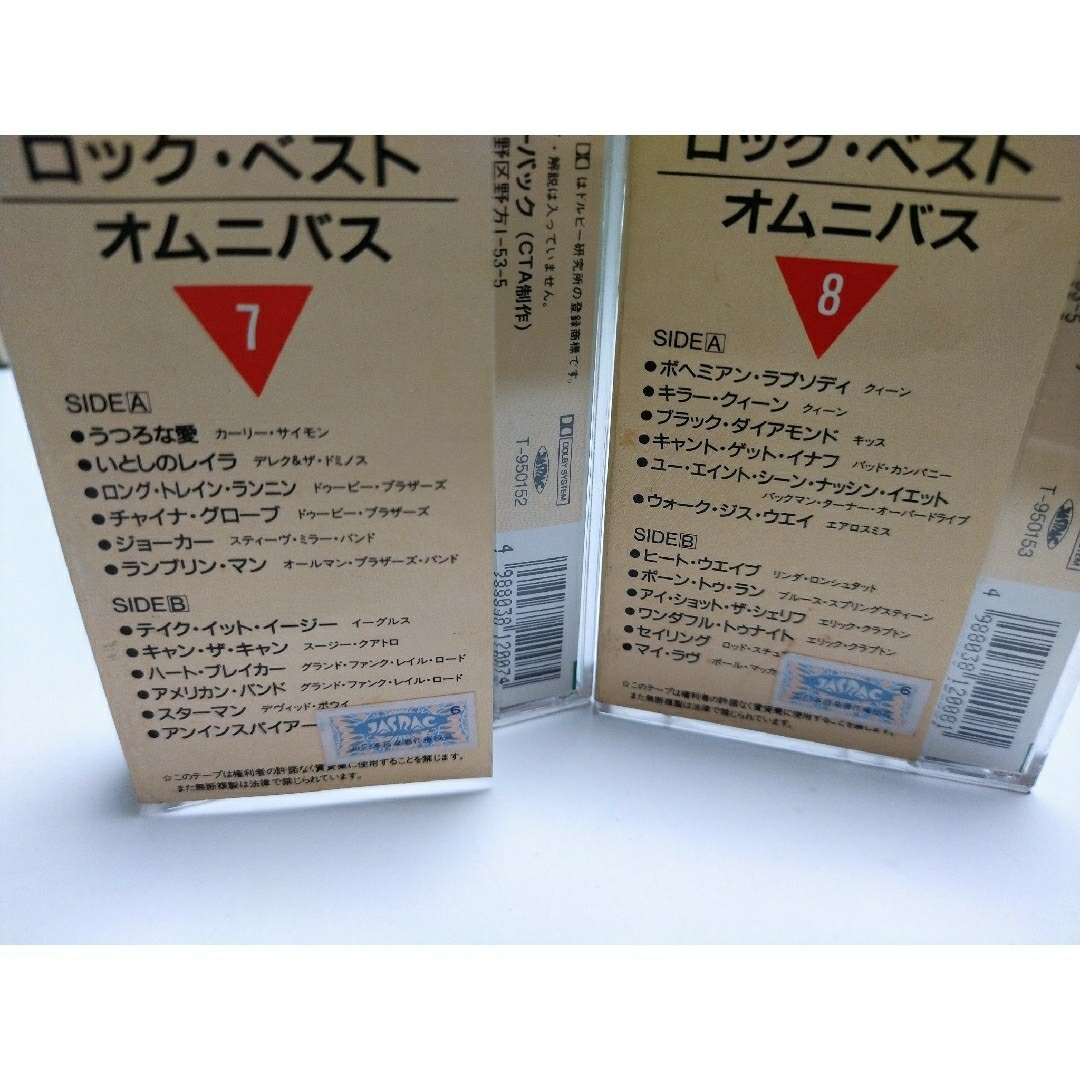 ロック・ベスト
オムニバス
7
SIDE A
●うつろな愛 カーリー・サイモン
●いとしのレイラ デレク&ザ・ドミノス
●ロング・トレイン・ランニン ドゥービー・ブラザーズ
●チャイナ・グローブ ドゥービー・ブラザーズ
●ジョーカー スティーヴ・ミラー・バンド
●ランブリン・マン オールマン・ブラザーズ・バンド
SIDE B
●テイク・イット・イージー イーグルス
●キャン・ザ・キャン スージー・クアトロ
●ハート・ブレイカー グランド・ファンク・レイル・ロード
●アメリカン・バンド グランド・ファンク・レイル・ロード
●スターマン デヴィッド・ボウイ
●アンインスパイアー
JASRAC
6
☆このテープは権利者の許諾なく賃貸業に使用することを禁じます。
また無断複製は法律で禁じられています。
はドルビー研究所の登録商標です。
・解説は入っていません。
ーパック(CTA制作)
野区野方1-53-5
DOLBY SYSTEM
JASRAC
T-950152
4 988038 120074
ロック・ベスト
オムニバス
8
SIDE A
●ボヘミアン・ラプソディ クィーン
●キラー・クィーン クィーン
●ブラック・ダイアモンド キッス
●キャント・ゲット・イナフ バッド・カンパニー
●ユー・エイント・シーン・ナッシン・イエット
バックマン・ターナー・オーバードライブ
●ウォーク・ジス・ウエイ エアロスミス
SIDE B
●ヒート・ウエイブ リンダ・ロンシュタット
●ボーン・トゥ・ラン ブルース・スプリングスティーン
●アイ・ショット・ザ・シェリフ エリック・クラプトン
●ワンダフル・トゥナイト エリック・クラプトン
●セイリング ロッド・スチュ
●マイ・ラヴ ポール・マッカ
JASRAC
6
☆このテープは権利者の許諾なく賃貸業に使用することを禁じます。
また無断複製は法律で禁じられています。
T-950153
4 988038 120081